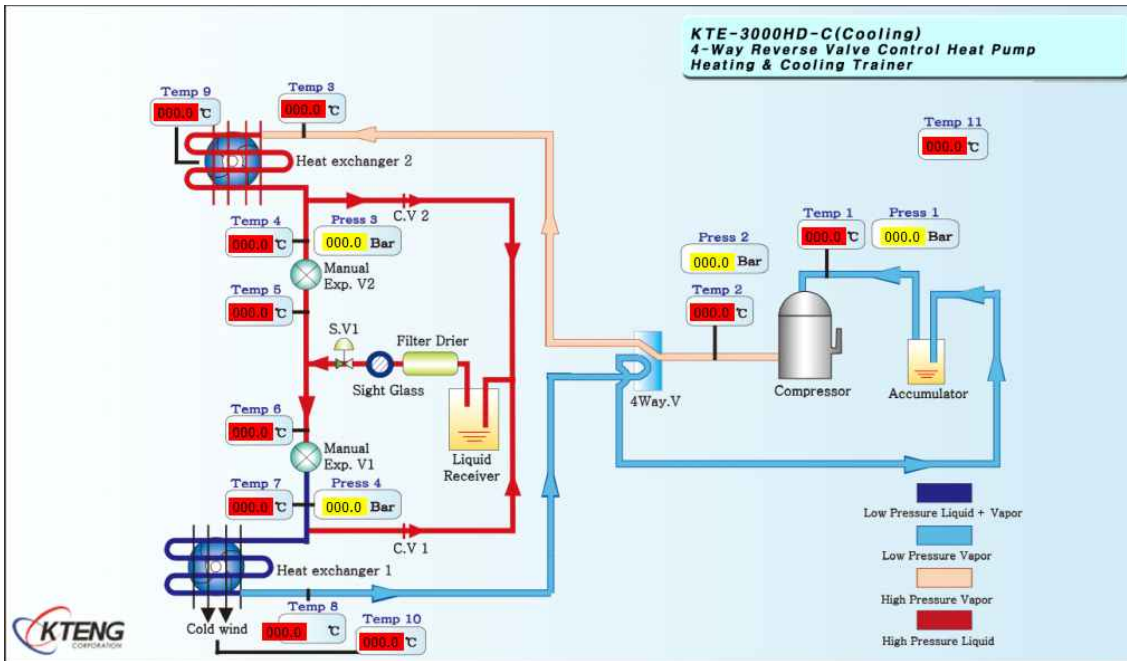 KTE-3000HD-C(Cooling)
4-Way Reverse Valve Control Heat Pump
Heating & Cooling Trainer
Temp 9
000.0 ℃
Temp 3
000.0 ℃
Temp 11
000.0 ℃
Heat exchanger 2
C.V 2
Temp 4
000.0 ℃
Press 3
000.0 Bar
Manual
Exp. V2
Temp 5
000.0 ℃
Press 2
000.0 Bar
Temp 2
000.0 ℃
Temp 1
000.0 ℃
Press 1
000.0 Bar
S.V1
Filter Drier
Sight Glass
4Way.V
Compressor
Accumulator
Temp 6
000.0 ℃
Manual
Exp. V1
Liquid
Receiver
Temp 7
000.0 ℃
Press 4
000.0 Bar
C.V 1
Heat exchanger 1
Temp 8
000.0 ℃
Cold wind
Temp 10
000.0 ℃
Low Pressure Liquid + Vapor
Low Pressure Vapor
High Pressure Vapor
High Pressure Liquid
KTENG
CORPORATION